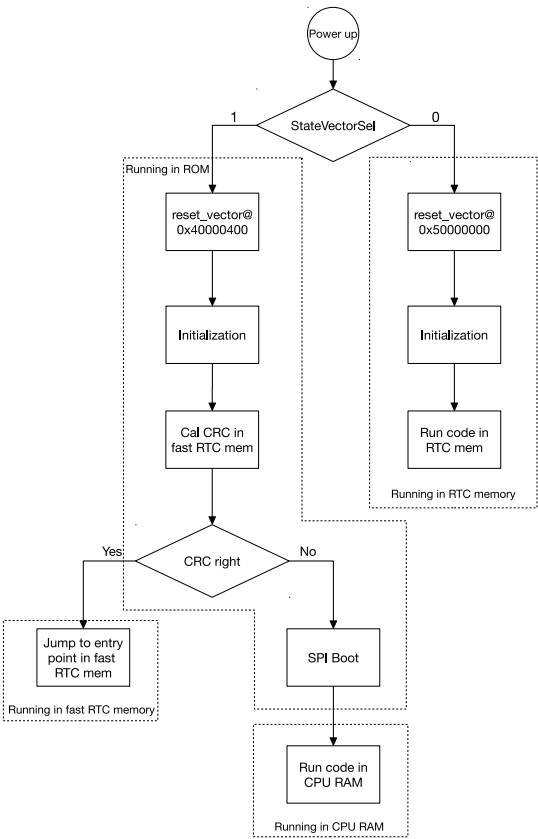 Power up
StateVectorSel
1
0
Running in ROM
reset_vector@
0x40000400
reset_vector@
0x50000000
Initialization
Initialization
Cal CRC in
fast RTC mem
Run code in
RTC mem
Running in RTC memory
CRC right
Yes
No
Jump to entry
point in fast
RTC mem
Running in fast RTC memory
SPI Boot
Run code in
CPU RAM
Running in CPU RAM